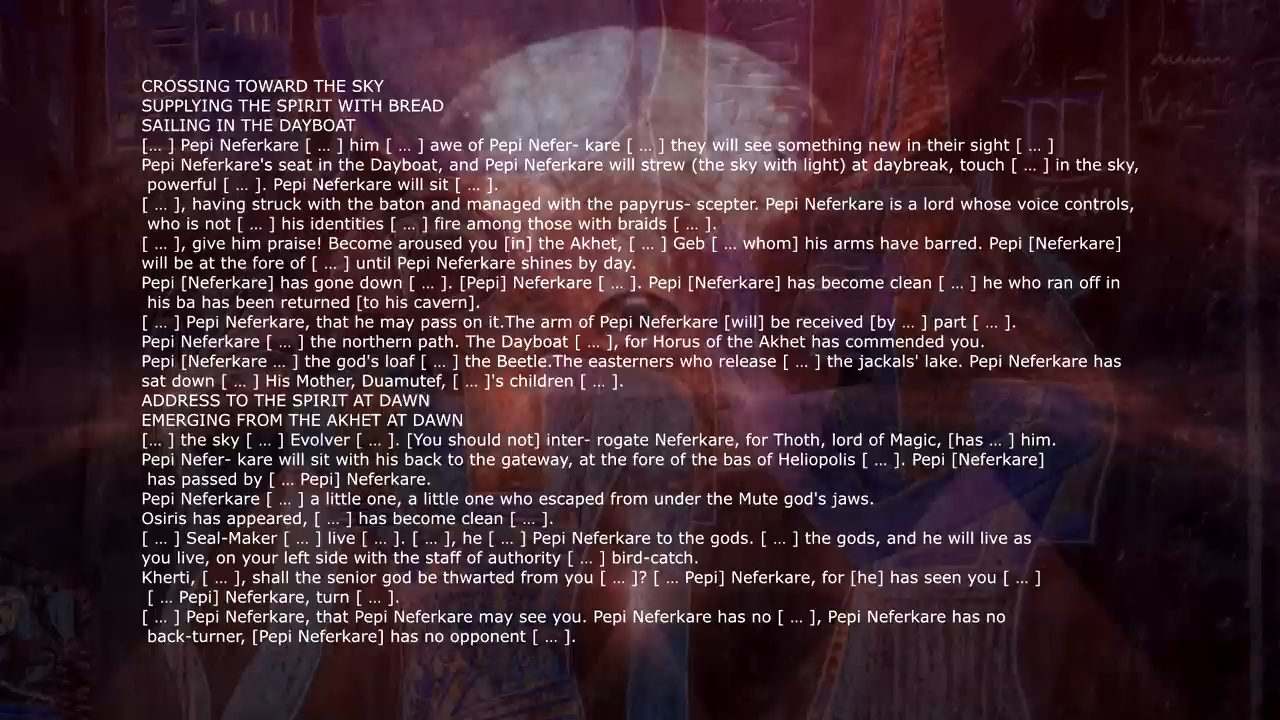 CROSSING TOWARD THE SKY
SUPPLYING THE SPIRIT WITH BREAD
SAILING IN THE DAYBOAT
[... ] Pepi Neferkare [ ... ] him [ ... ] awe of Pepi Nefer- kare [ ... ] they will see something new in their sight [ ... ]
Pepi Neferkare's seat in the Dayboat, and Pepi Neferkare will strew (the sky with light) at daybreak, touch [ ... ] in the sky,
powerful [ ... ]. Pepi Neferkare will sit [ ... ].
[ ... ], having struck with the baton and managed with the papyrus- scepter. Pepi Neferkare is a lord whose voice controls,
who is not [ ... ] his identities [ ... ] fire among those with braids [ ... ].
[ ... ], give him praise! Become aroused you [in] the Akhet, [ ... ] Geb [ ... whom] his arms have barred. Pepi [Neferkare]
will be at the fore of [ ... ] until Pepi Neferkare shines by day.
Pepi [Neferkare] has gone down [ ... ]. [Pepi] Neferkare [ ... ]. Pepi [Neferkare] has become clean [ ... ] he who ran off in
his ba has been returned [to his cavern].
[ ... ] Pepi Neferkare, that he may pass on it.The arm of Pepi Neferkare [will] be received [by ... ] part [ ... ].
Pepi Neferkare [ ... ] the northern path. The Dayboat [ ... ], for Horus of the Akhet has commended you.
Pepi [Neferkare ... ] the god's loaf [ ... ] the Beetle.The easterners who release [ ... ] the jackals' lake. Pepi Neferkare has
sat down [ ... ] His Mother, Duamutef, [ ... ]'s children [ ... ].
ADDRESS TO THE SPIRIT AT DAWN
EMERGING FROM THE AKHET AT DAWN
[... ] the sky [ ... ] Evolver [ ... ]. [You should not] inter- rogate Neferkare, for Thoth, lord of Magic, [has ... ] him.
Pepi Nefer- kare will sit with his back to the gateway, at the fore of the bas of Heliopolis [ ... ]. Pepi [Neferkare]
has passed by [ ... Pepi] Neferkare.
Pepi Neferkare [ ... ] a little one, a little one who escaped from under the Mute god's jaws.
Osiris has appeared, [ ... ] has become clean [ ... ].
[ ... ] Seal-Maker [ ... ] live [ ... ]. [ ... ], he [ ... ] Pepi Neferkare to the gods. [ ... ] the gods, and he will live as
you live, on your left side with the staff of authority [ ... ] bird-catch.
Kherti, [ ... ], shall the senior god be thwarted from you [ ... ]? [ ... Pepi] Neferkare, for [he] has seen you [ ... ]
[ ... Pepi] Neferkare, turn [ ... ].
[ ... ] Pepi Neferkare, that Pepi Neferkare may see you. Pepi Neferkare has no [ ... ], Pepi Neferkare has no
back-turner, [Pepi Neferkare] has no opponent [ ... ].